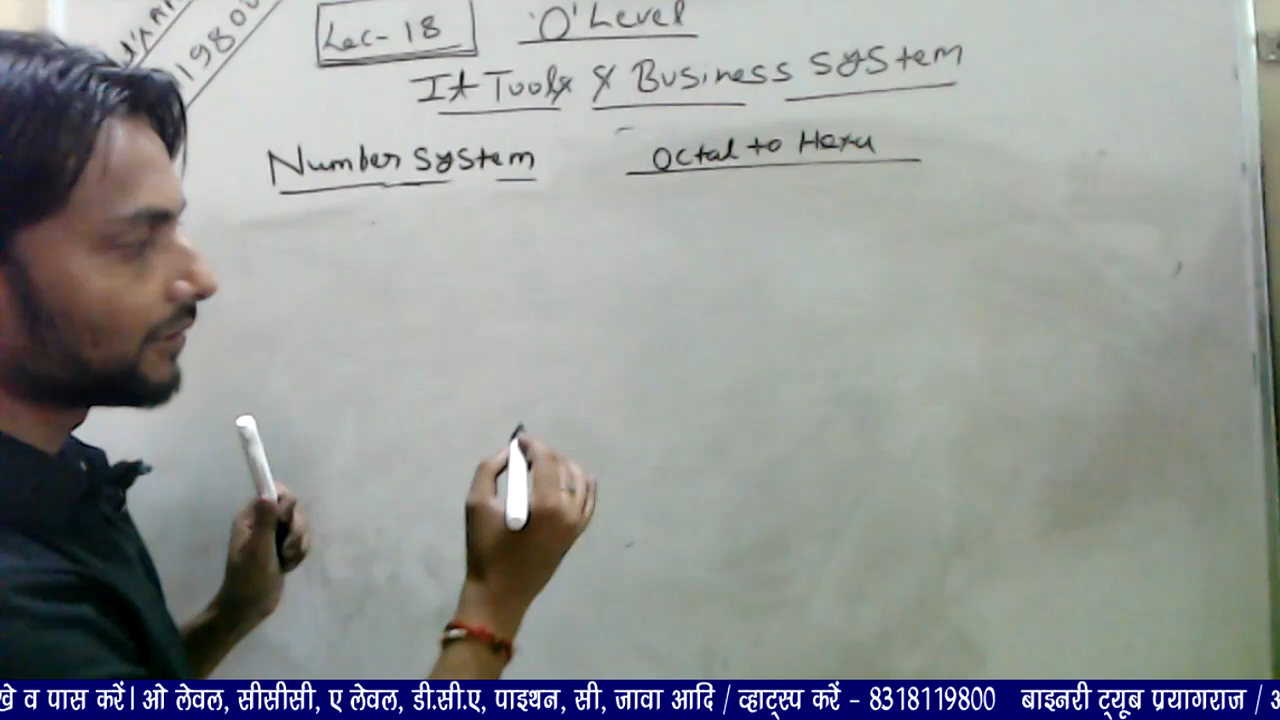 119800
Lec-18 'O' Level
It Tools & Business System
Number System Octal to Hexa
खे व पास करें। ओ लेवल, सीसीसी, ए लेवल, डी.सी.ए, पाइथन, सी, जावा आदि / व्हाट्स्प करें - 8318119800 बाइनरी ट्यूब प्रयागराज /